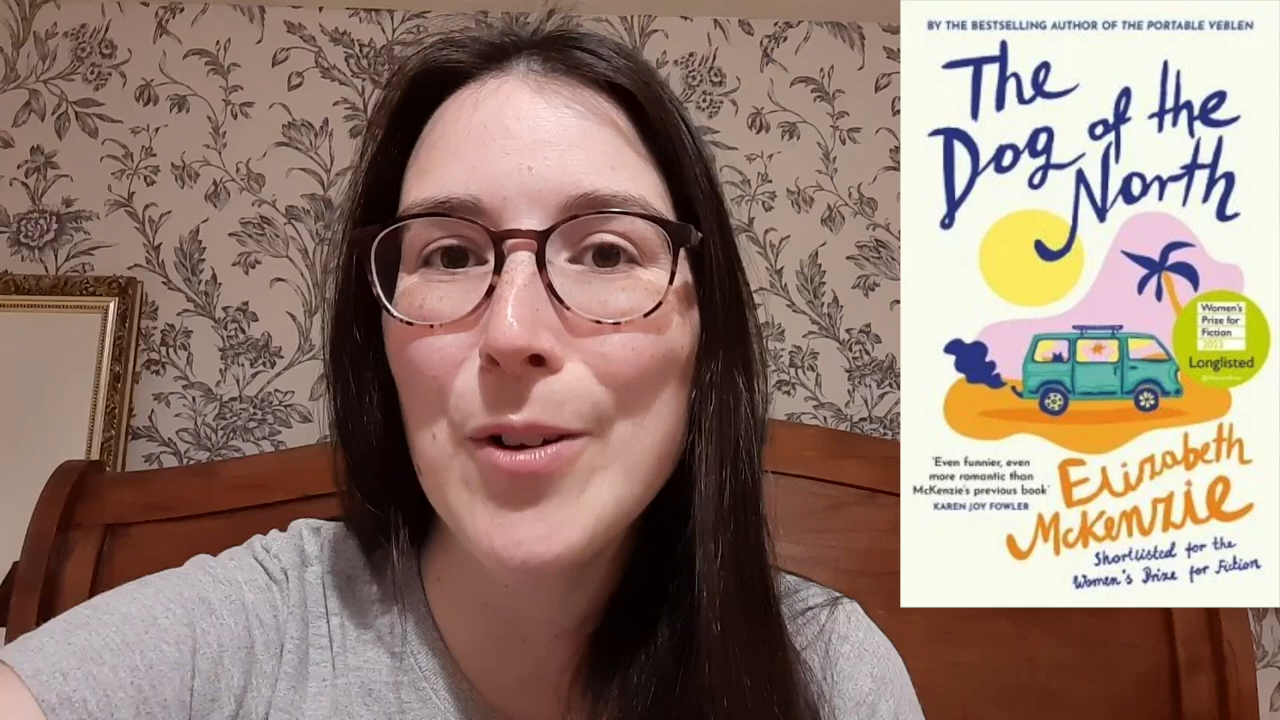 BY THE BESTSELLING AUTHOR OF THE PORTABLE VEBLEN
The
Dog of the
North
Women's
Prize for
Fiction
2023
Longlisted
'Even funnier, even
more romantic than
McKenzie's previous book'
KAREN JOY FOWLER
Elizabeth
McKenzie
Shortlisted for the
Women's Prize for Fiction